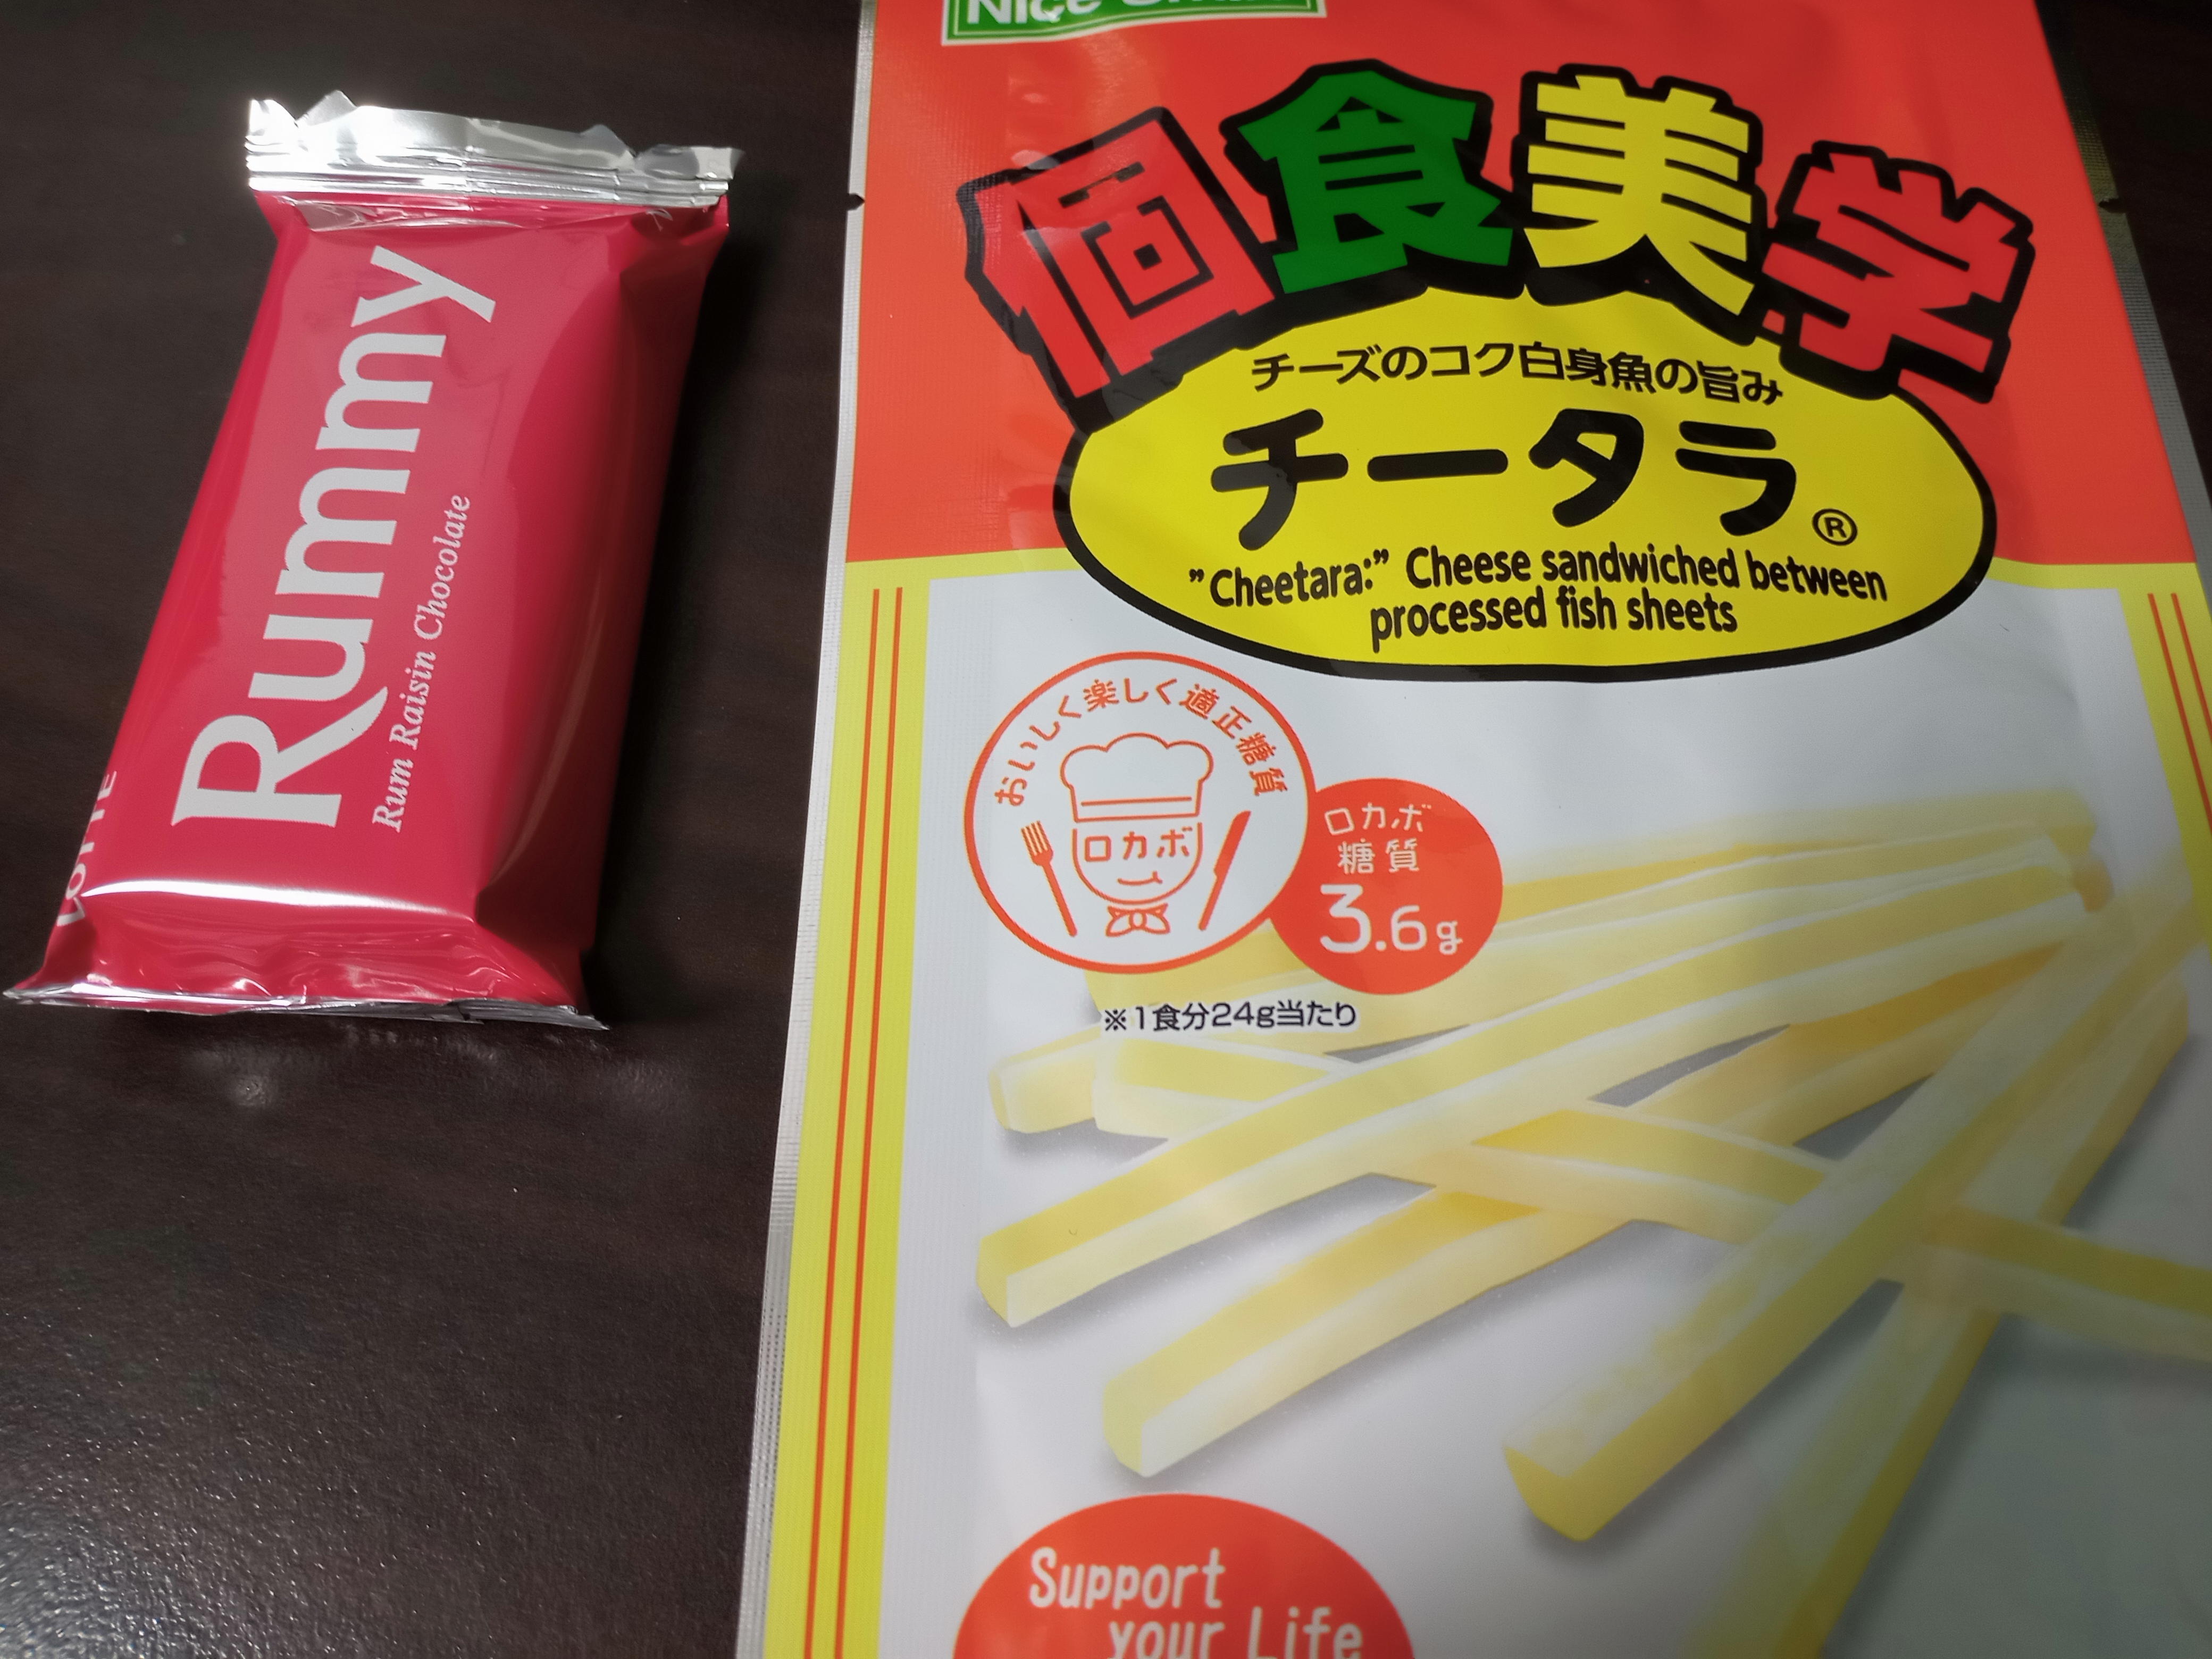 Rummy
Rum Raisin Chocolate
LOTTE
Nice
個食美学
チーズのコク白身魚の旨み
チータラ®
”Cheetara:” Cheese sandwiched between
processed fish sheets
おいしく楽しく適正糖質
ロカボ
ロカボ
糖質
3.6g
※1食分24g当たり
Support
your Life